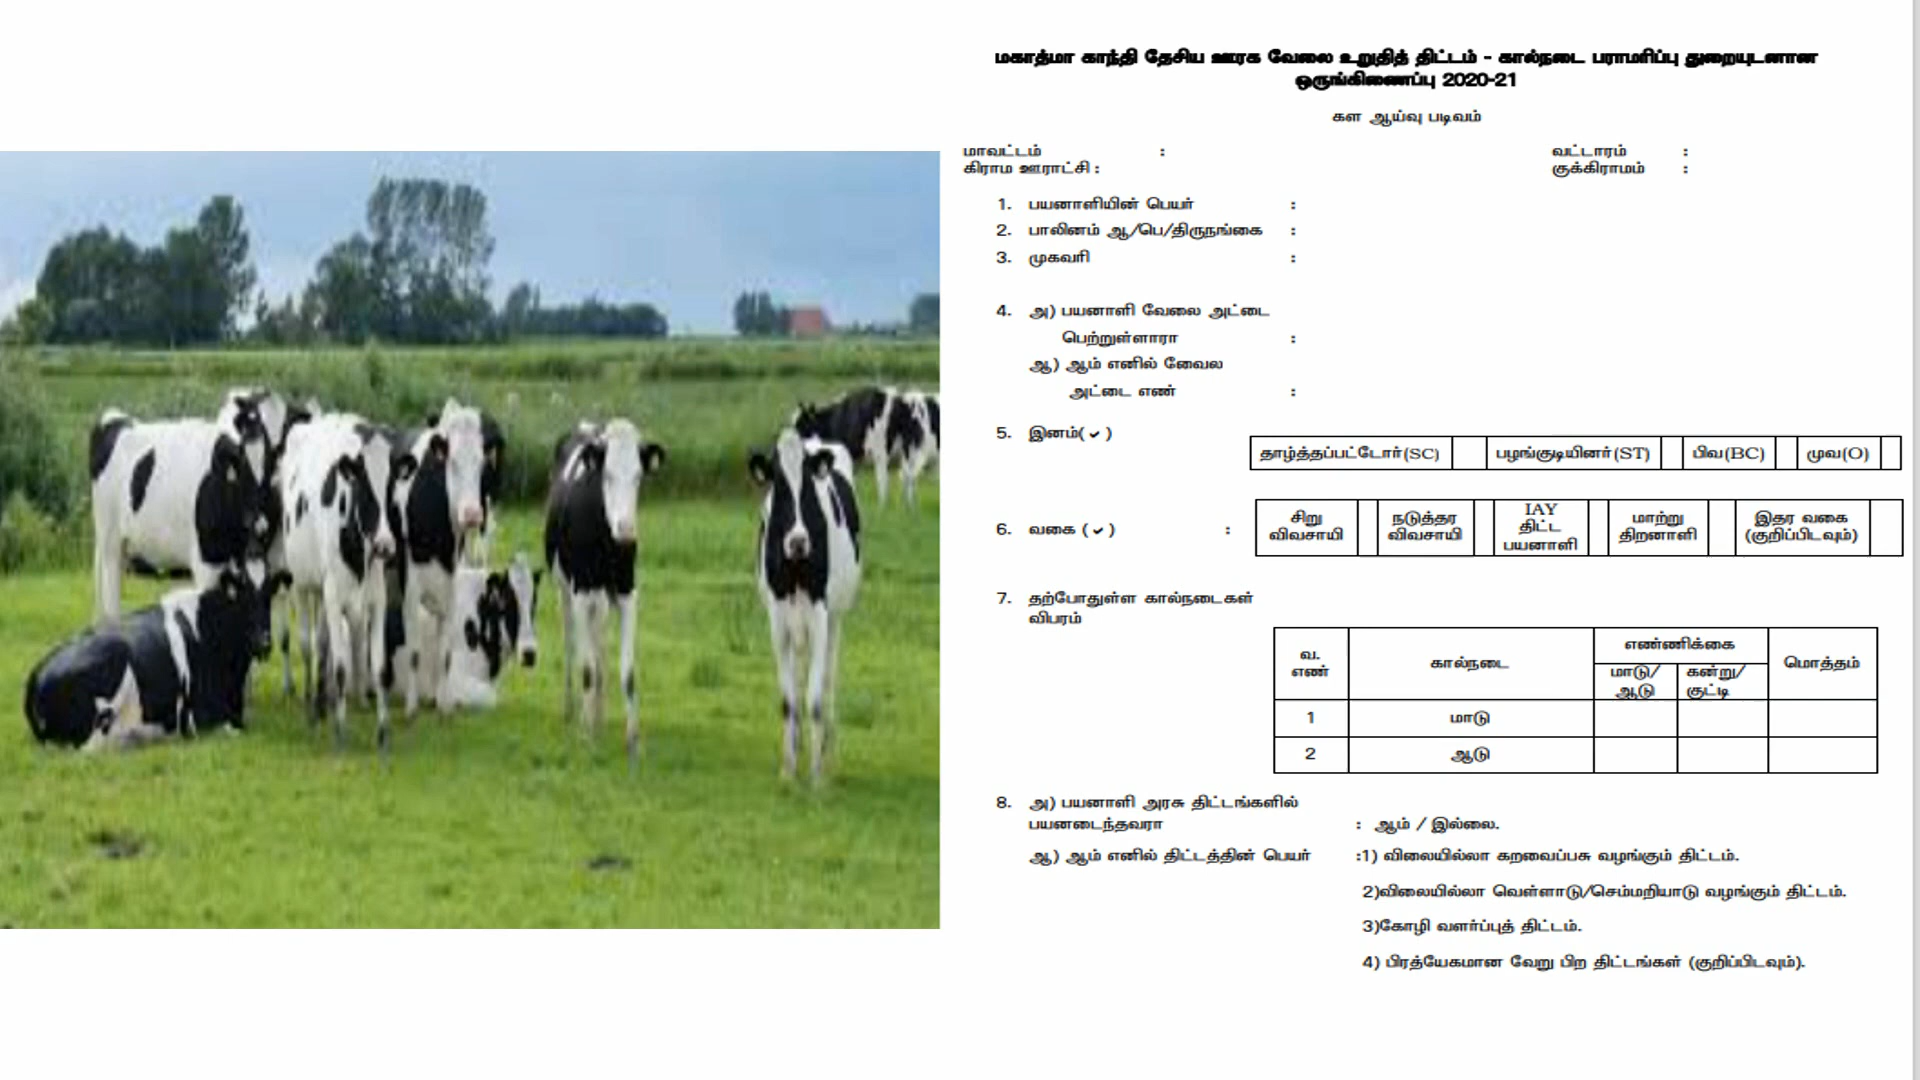 மகாத்மா காந்தி தேசிய ஊரக வேலை உறுதித் திட்டம் - கால்நடை பராமரிப்பு துறையுடனான
ஒருங்கிணைப்பு 2020-21
கள ஆய்வு படிவம்
மாவட்டம் : வட்டாரம் :
கிராம ஊராட்சி : குக்கிராமம் :
1. பயனாளியின் பெயர் :
2. பாலினம் ஆ/பெ/திருநங்கை :
3. முகவரி :
4. அ) பயனாளி வேலை அட்டை
பெற்றுள்ளாரா :
ஆ) ஆம் எனில் வேைல
அட்டை எண் :
5. இனம்(✓)
தாழ்த்தப்பட்டோர்(SC) பழங்குடியினர்(ST) பிவ(BC) முவ(O)
6. வகை (✓) :
சிறு விவசாயி நடுத்தர விவசாயி IAY திட்ட பயனாளி மாற்று திறனாளி இதர வகை (குறிப்பிடவும்)
7. தற்போதுள்ள கால்நடைகள்
விபரம்
வ. எண் கால்நடை எண்ணிக்கை மொத்தம்
மாடு/ஆடு கன்று/குட்டி
1 மாடு
2 ஆடு
8. அ) பயனாளி அரசு திட்டங்களில்
பயனடைந்தவரா : ஆம் / இல்லை.
ஆ) ஆம் எனில் திட்டத்தின் பெயர் :1) விலையில்லா கறவைப்பசு வழங்கும் திட்டம்.
2)விலையில்லா வெள்ளாடு/செம்மறியாடு வழங்கும் திட்டம்.
3)கோழி வளர்ப்புத் திட்டம்.
4) பிரத்யேகமான வேறு பிற திட்டங்கள் (குறிப்பிடவும்).